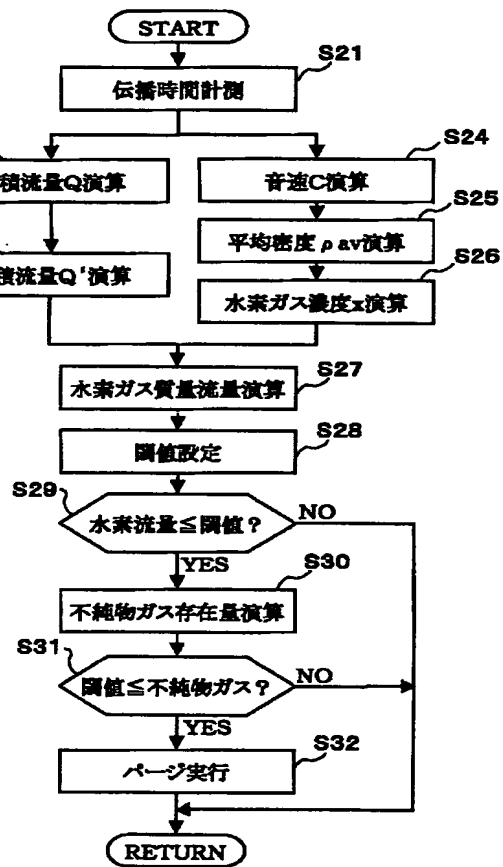 START
S21
伝播時間計測
S24
積流量Q演算
音速C演算
S25
平均密度ρav演算
S26
積流量Q'演算
水素ガス濃度x演算
S27
水素ガス質量流量演算
S28
閾値設定
S29
水素流量≦閾値?
NO
YES
S30
不純物ガス存在量演算
S31
閾値≦不純物ガス?
NO
YES
S32
パージ実行
RETURN